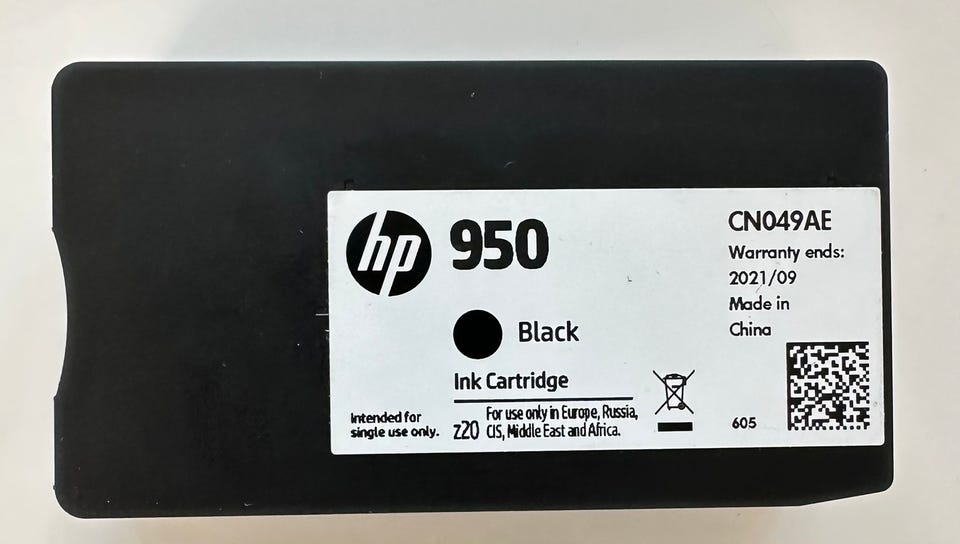 hp 950
Black
Ink Cartridge
Intended for
single use only.
z20
For use only in Europe, Russia,
CIS, Middle East and Africa.
CN049AE
Warranty ends:
2021/09
Made in
China
605